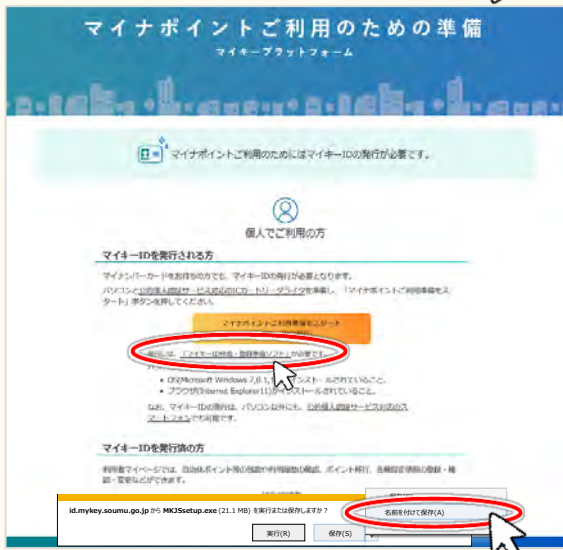 マイナポイントご利用のための準備
マイキープラットフォーム
マイナポイントご利用のためにはマイキーIDの発行が必要です。
個人でご利用の方
マイキーIDを発行される方
マイナンバーカードをお持ちの方でも、マイキーIDの発行が必要となります。
パソコンと公的個人認証サービス対応のICカードリーダライタを準備し、「マイナポイントご利用準備をス
タート」ボタンを押してください。
マイナポイントご利用準備をスタート
「マイキーID作成・登録準備ソフト」が必要です。
OS(Microsoft Windows 7,8.1, インストールされていること。
ブラウザ(Internet Explorer11)がインストールされていること。
なお、マイキーIDの発行は、パソコン以外にも、公的個人認証サービス対応のス
マートフォンでも可能です。
マイキーIDを発行済の方
利用者マイページでは、自治体ポイント等の残高や利用履歴の確認、ポイント移行、各種設定情報の登録・確
認・変更などができます。
id.mykey.soumu.go.jp から MKJSsetup.exe (21.1 MB) を実行または保存しますか？
名前を付けて保存(A)
実行(R)
保存(S)